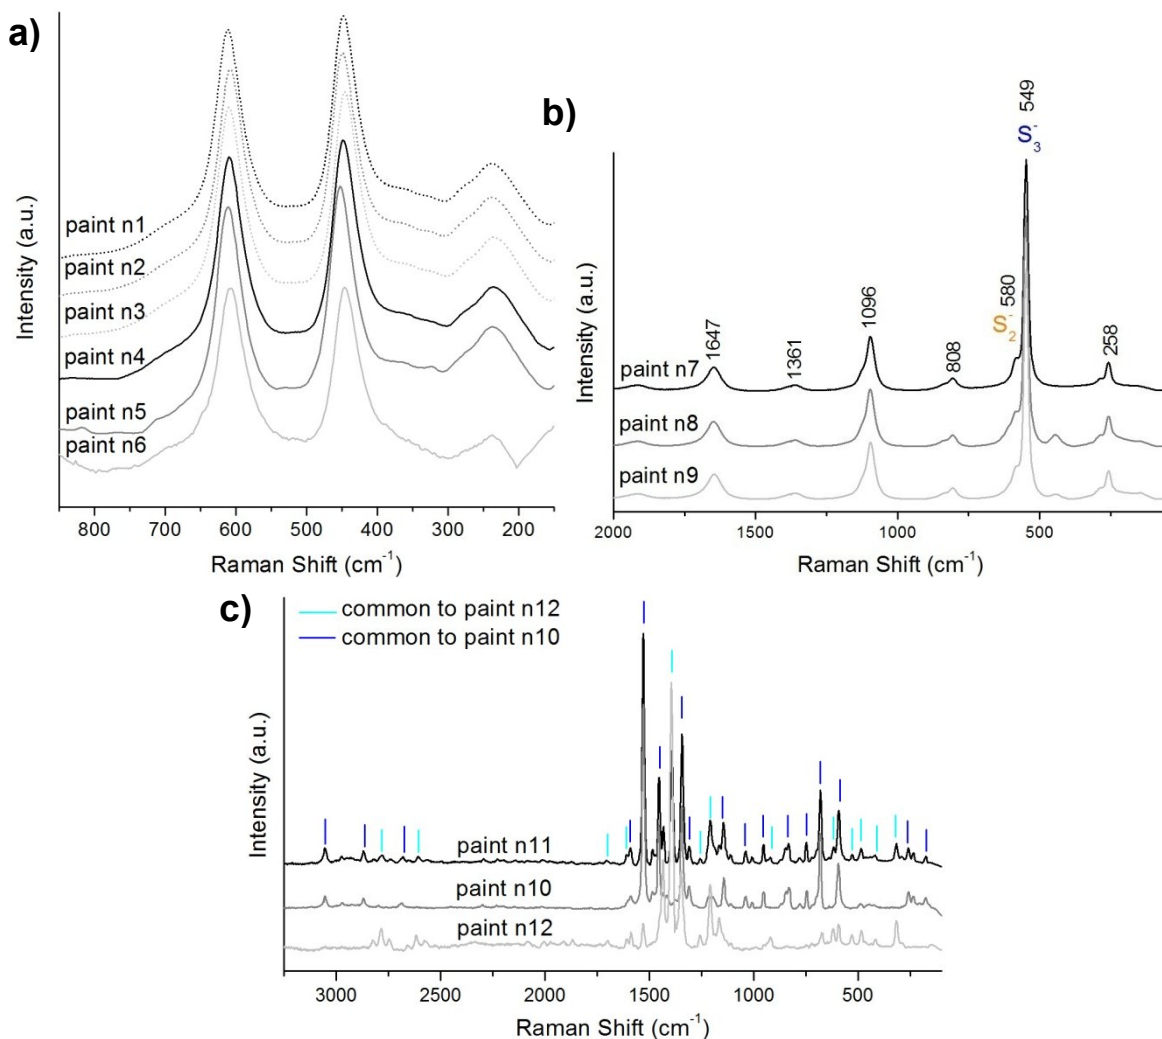 a)
Intensity (a.u.)
paint n1
paint n2
paint n3
paint n4
paint n5
paint n6
800 700 600 500 400 300 200
Raman Shift (cm⁻¹)
b)
Intensity (a.u.)
549
S₃⁻
580
S₂⁻
1647
1361
1096
808
258
paint n7
paint n8
paint n9
2000 1500 1000 500
Raman Shift (cm⁻¹)
c)
common to paint n12
common to paint n10
Intensity (a.u.)
paint n11
paint n10
paint n12
3000 2500 2000 1500 1000 500
Raman Shift (cm⁻¹)